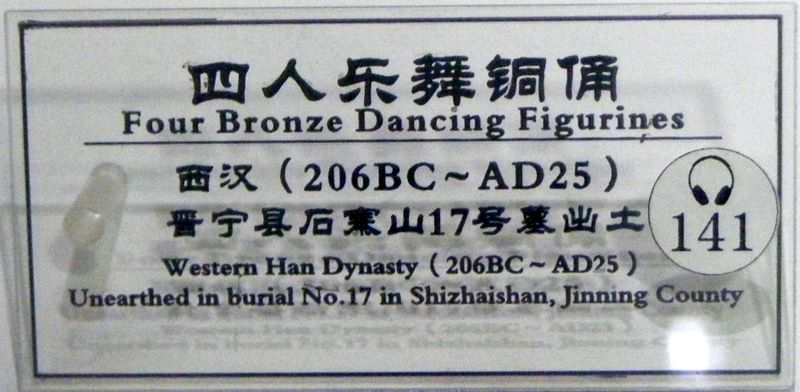 四人乐舞铜俑
Four Bronze Dancing Figurines
西汉（206BC～AD25）
晋宁县石寨山17号墓出土
141
Western Han Dynasty（206BC～AD25）
Unearthed in burial No.17 in Shizhaishan, Jinning County